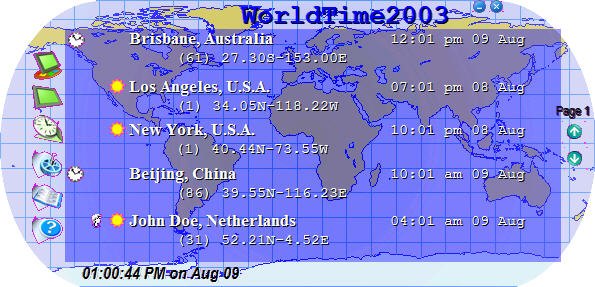 WorldTime2003
Brisbane, Australia 12:01 pm 09 Aug
(61) 27.30S-153.00E
Los Angeles, U.S.A. 07:01 pm 08 Aug
(1) 34.05N-118.22W
Page 1
New York, U.S.A. 10:01 pm 08 Aug
(1) 40.44N-73.55W
Beijing, China 10:01 am 09 Aug
(86) 39.55N-116.23E
John Doe, Netherlands 04:01 am 09 Aug
(31) 52.21N-4.52E
01:00:44 PM on Aug 09